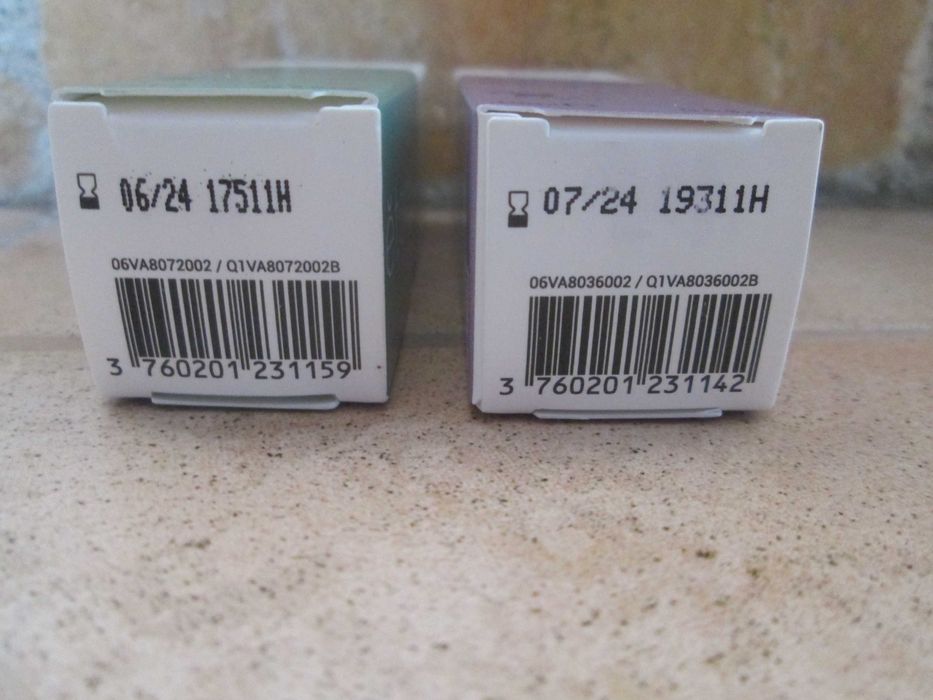 06/24 17511H
06VA8072002 / Q1VA8072002B
3 760201 231159
07/24 19311H
06VA8036002 / Q1VA8036002B
3 760201 231142